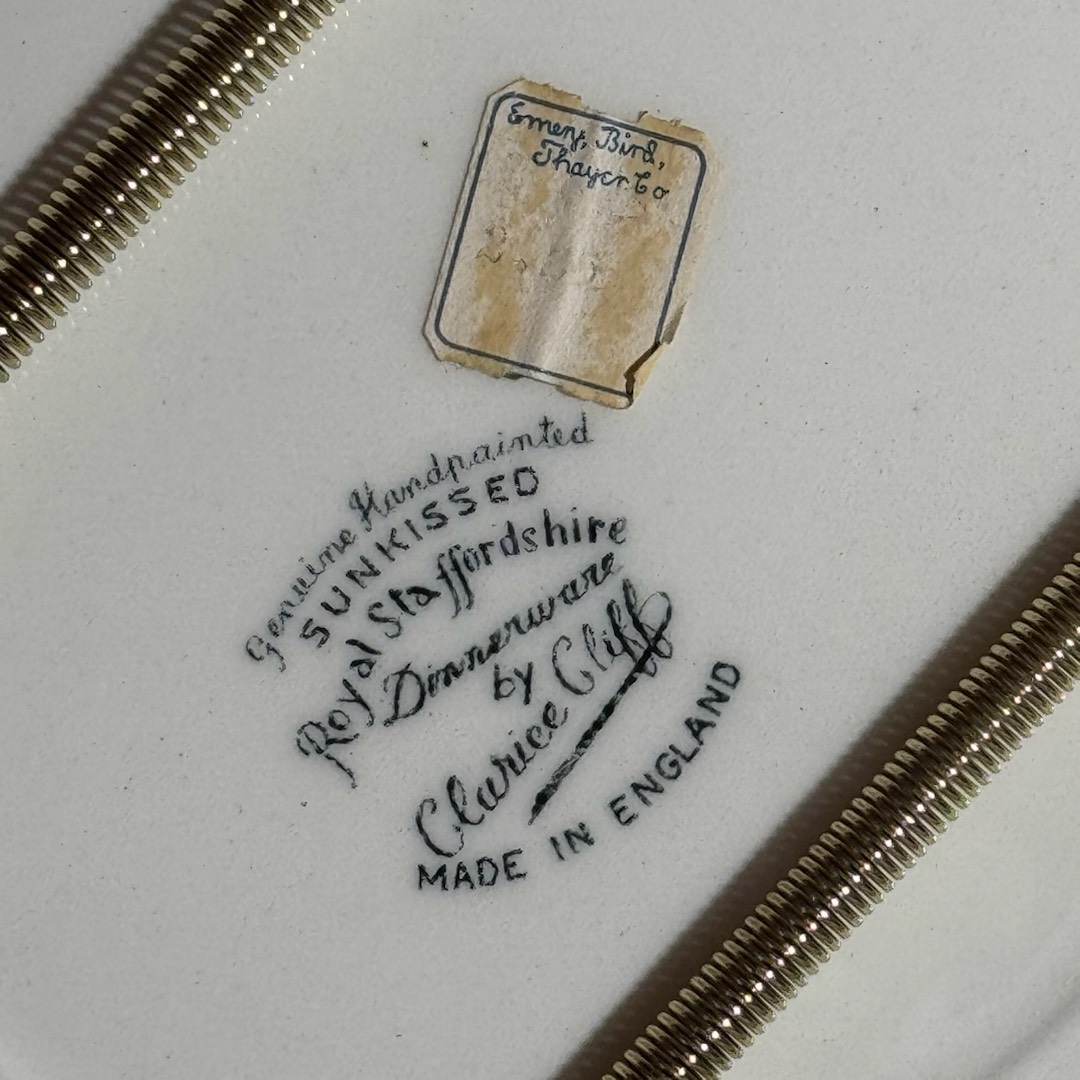 Emery, Bird,
Thayer Co
Genuine Handpainted
SUNKISSED
Royal Staffordshire
Dinnerware
by
Clarice Cliff
MADE IN ENGLAND